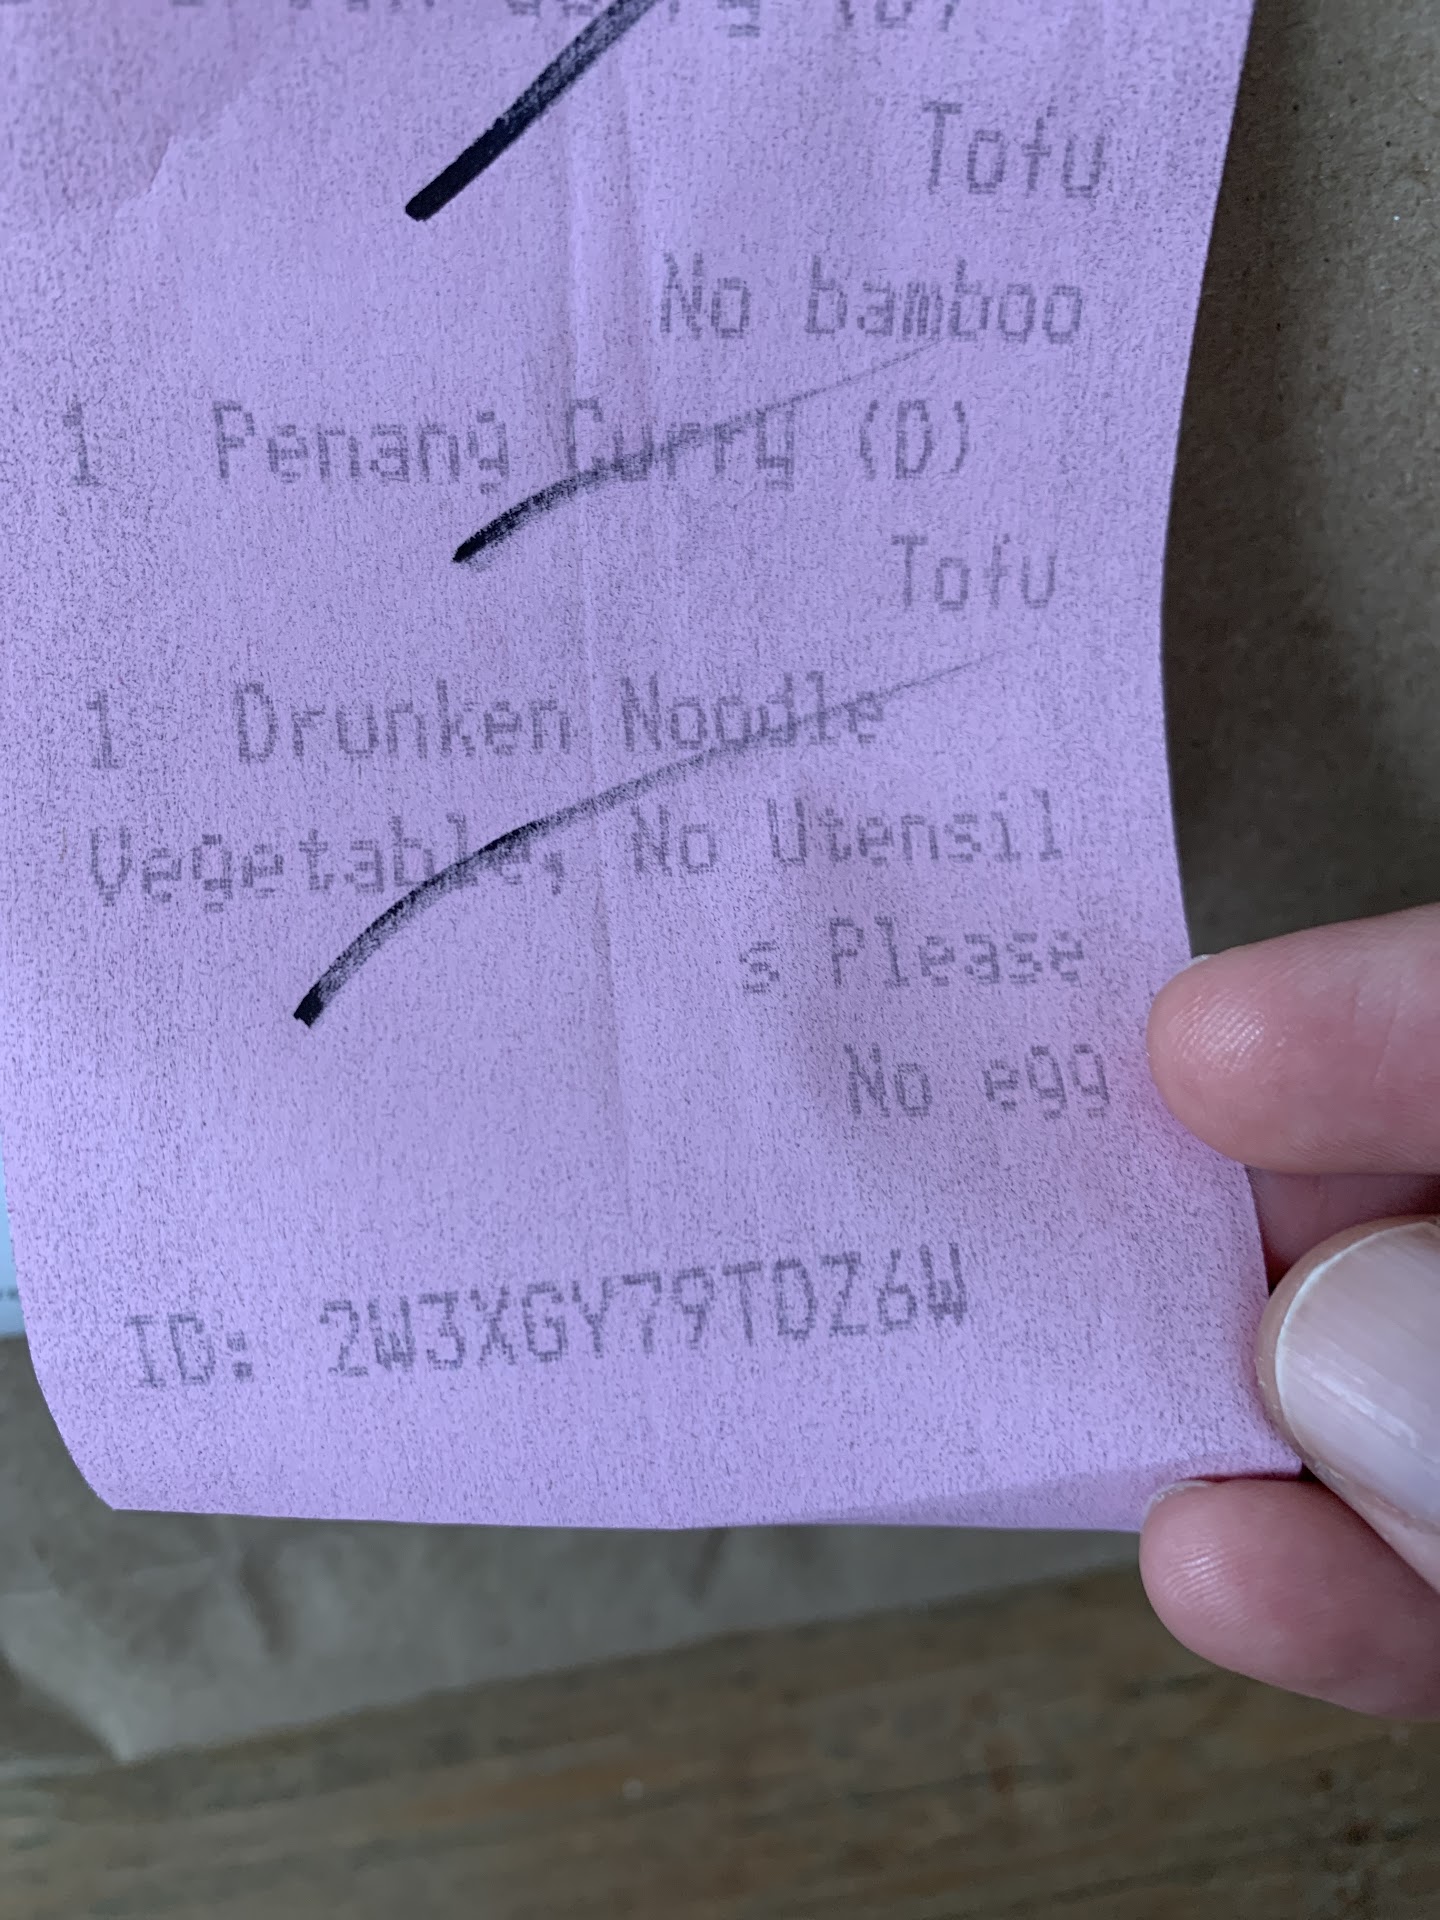 (D)
Tofu
No bamboo
1 Penang Curry (D)
Tofu
1 Drunken Noodle
Vegetable, No Utensil
s Please
No egg
ID: 2W3XGY79TDZ6W